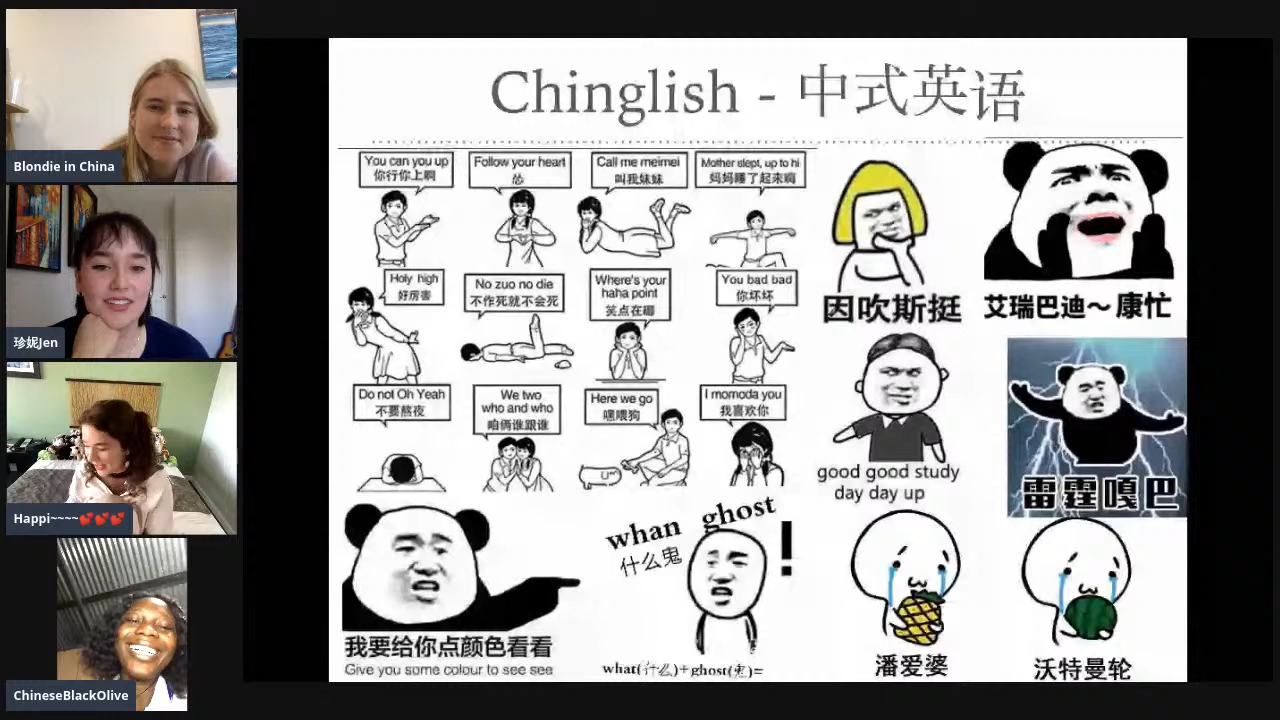 Blondie in China
珍妮Jen
Happi~~~~💕💕💕
ChineseBlackOlive
Chinglish - 中式英语
You can you up
你行你上啊
Follow your heart
怂
Call me meimei
叫我妹妹
Mother slept, up to hi
妈妈睡了起来嗨
Holy high
好厉害
No zuo no die
不作死就不会死
Where's your
haha point
笑点在哪
You bad bad
你坏坏
Do not Oh Yeah
不要熬夜
We two
who and who
咱俩谁跟谁
Here we go
嘿喂狗
I momoda you
我喜欢你
因吹斯挺
艾瑞巴迪～康忙
good good study
day day up
雷霆嘎巴
我要给你点颜色看看
Give you some colour to see see
whan ghost
什么鬼
!
what(什么)+ghost(鬼)=
潘爱婆
沃特曼轮